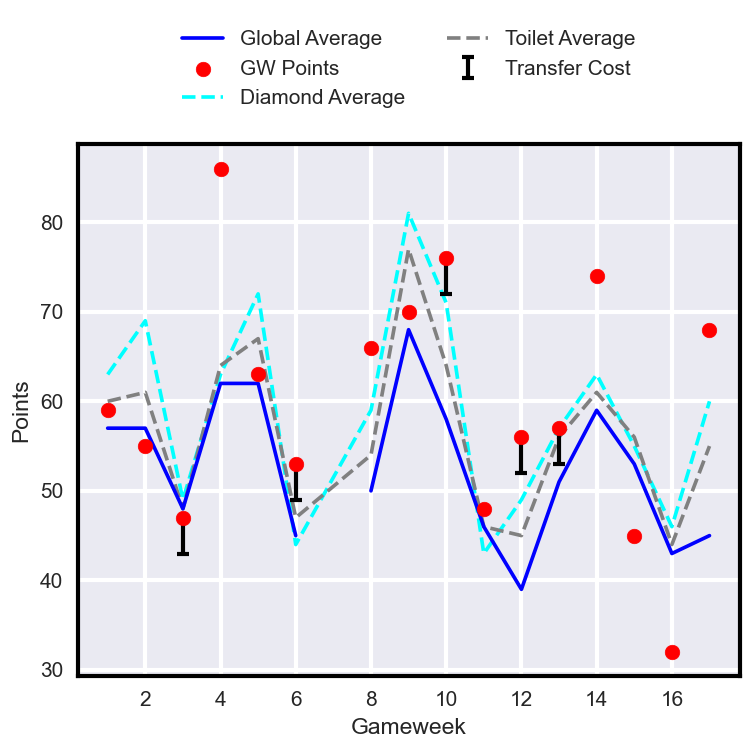 Global Average
GW Points
Diamond Average
Toilet Average
Transfer Cost
80
70
60
50
40
30
Points
2 4 6 8 10 12 14 16
Gameweek